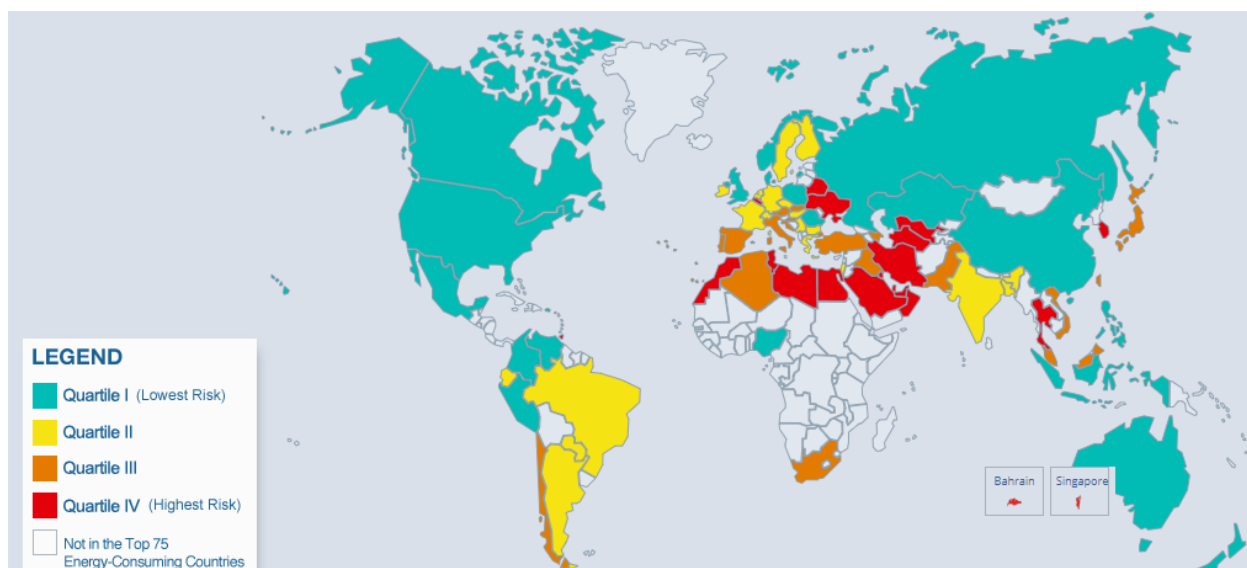 LEGEND
Quartile I (Lowest Risk)
Quartile II
Quartile III
Quartile IV (Highest Risk)
Not in the Top 75
Energy-Consuming Countries
Bahrain
Singapore